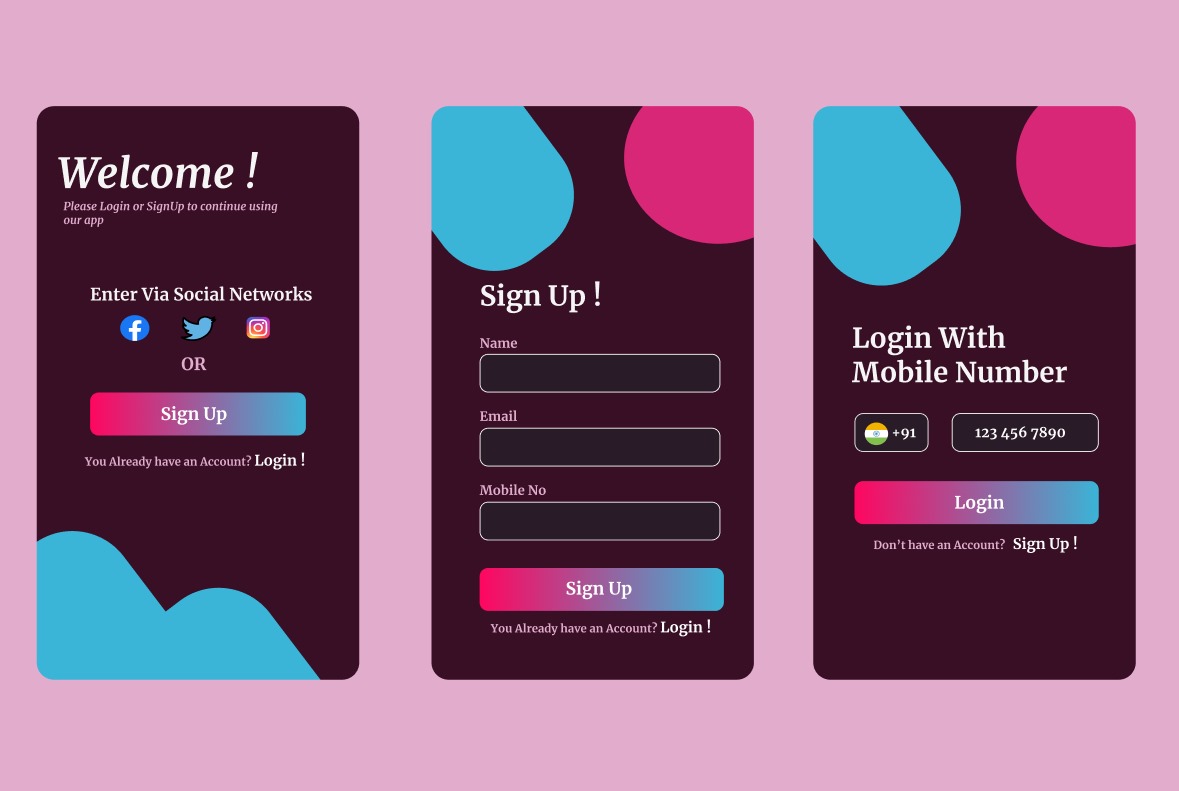 Welcome !
Please Login or SignUp to continue using
our app
Enter Via Social Networks
OR
Sign Up
You Already have an Account? Login !
Sign Up !
Name
Email
Mobile No
Sign Up
You Already have an Account? Login !
Login With
Mobile Number
+91 123 456 7890
Login
Don't have an Account? Sign Up !